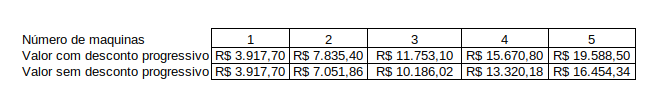 Número de maquinas 1 2 3 4 5
Valor com desconto progressivo R$ 3.917,70 R$ 7.835,40 R$ 11.753,10 R$ 15.670,80 R$ 19.588,50
Valor sem desconto progressivo R$ 3.917,70 R$ 7.051,86 R$ 10.186,02 R$ 13.320,18 R$ 16.454,34